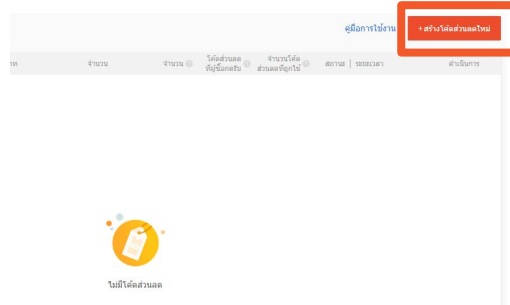 คู่มือการใช้งาน
+ สร้างโค้ดส่วนลดใหม่
จำนวน
จำนวน
โค้ดส่วนลด
ที่ผู้ซื้อกดรับ
จำนวนโค้ด
ส่วนลดที่ถูกใช้
สถานะ | ระยะเวลา
ดำเนินการ
ไม่มีโค้ดส่วนลด